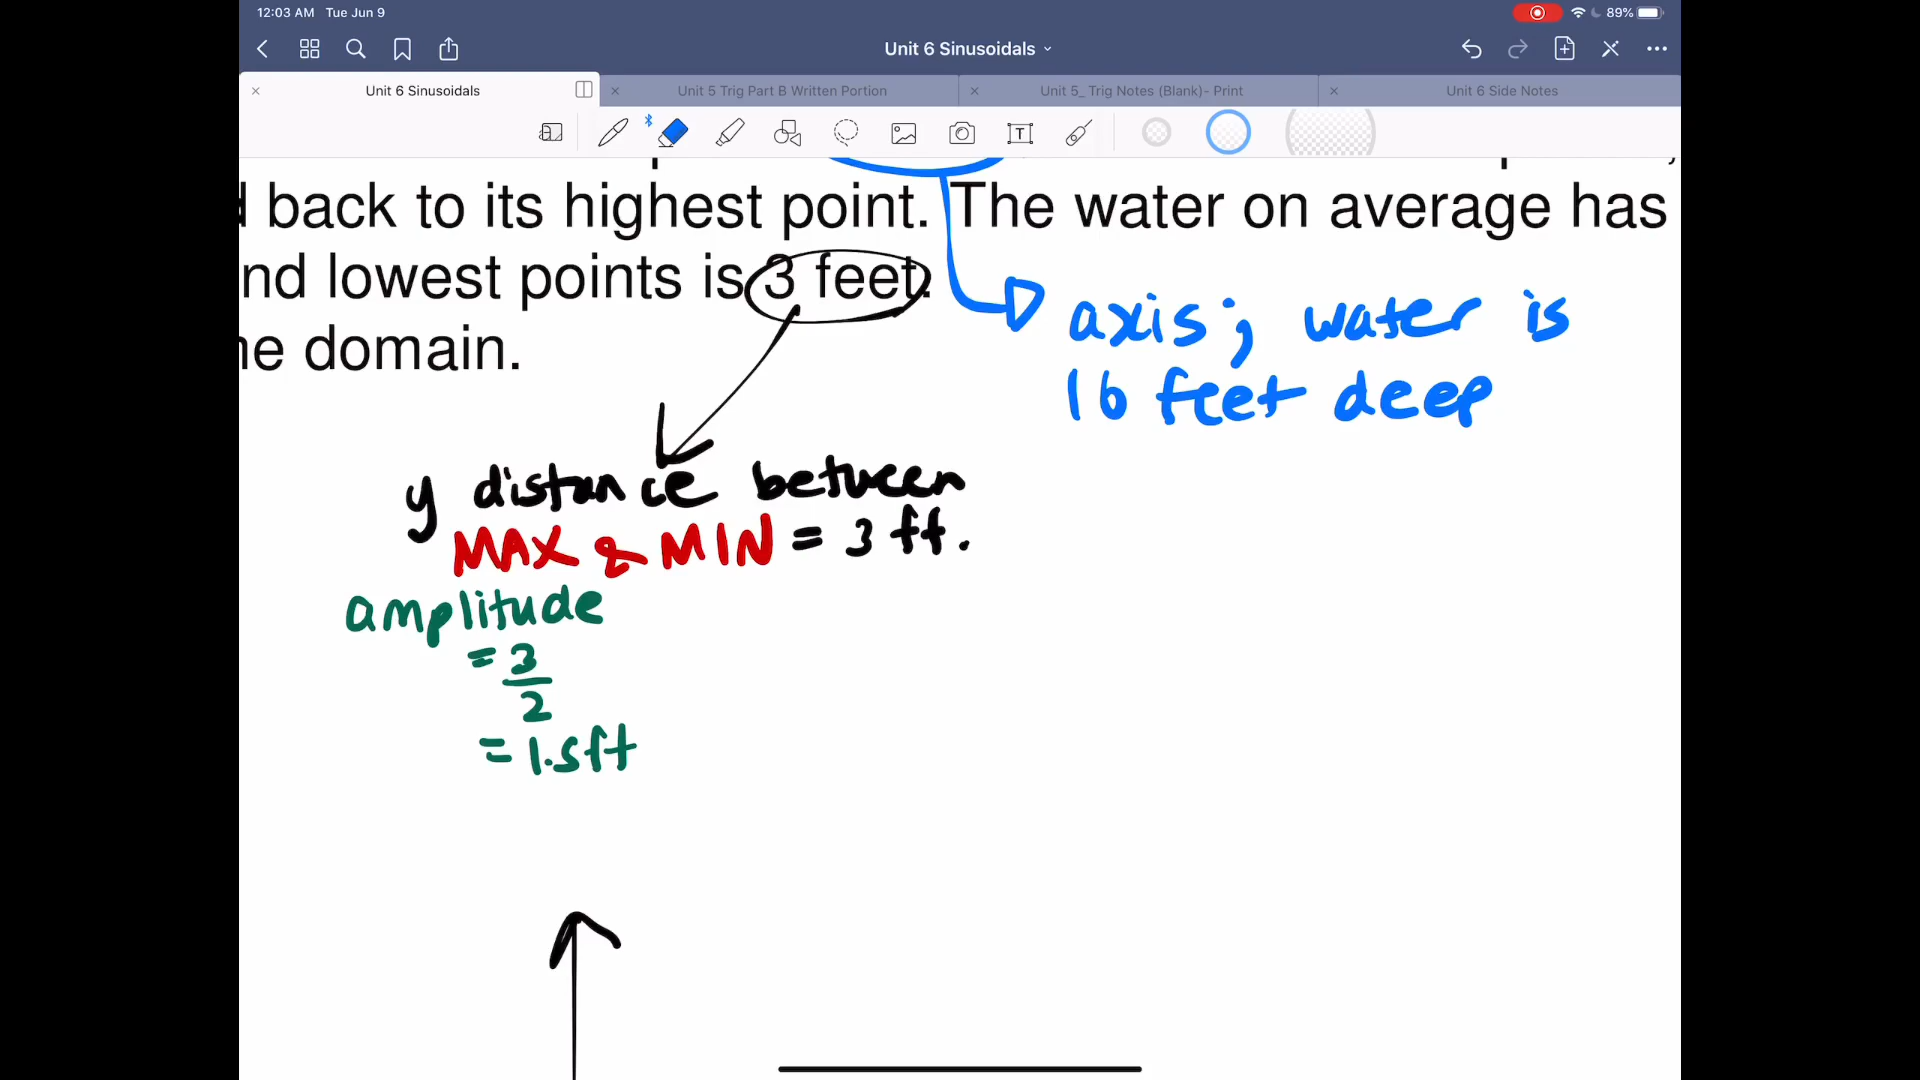 12:03 AM Tue Jun 9
89%
Unit 6 Sinusoidals
Unit 6 Sinusoidals
Unit 5 Trig Part B Written Portion
Unit 5_ Trig Notes (Blank)- Print
Unit 6 Side Notes
back to its highest point. The water on average has
nd lowest points is 3 feet.
axis; water is
16 feet deep
he domain.
y distance between
MAX & MIN = 3 ft.
amplitude
= 3
2
= 1.5ft